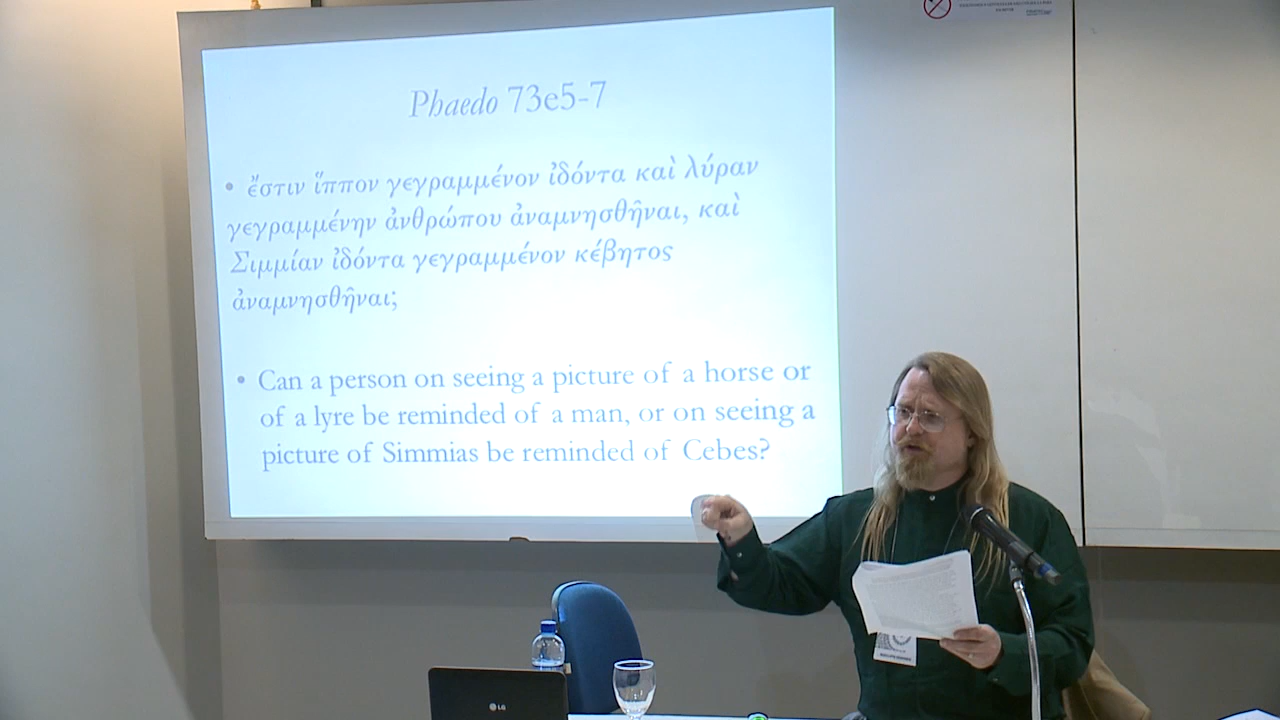 Phaedo 73e5-7
• ἔστιν ἵππον γεγραμμένον ἰδόντα καὶ λύραν
γεγραμμένην ἀνθρώπου ἀναμνησθῆναι, καὶ
Σιμμίαν ἰδόντα γεγραμμένον κέβητος
ἀναμνησθῆναι;
• Can a person on seeing a picture of a horse or
of a lyre be reminded of a man, or on seeing a
picture of Simmias be reminded of Cebes?
LG